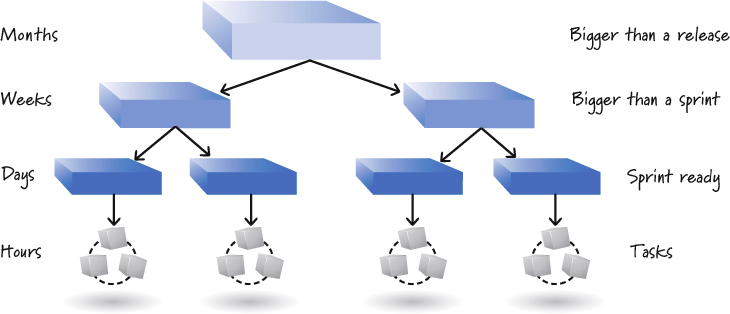 Months
Bigger than a release
Weeks
Bigger than a sprint
Days
Sprint ready
Hours
Tasks